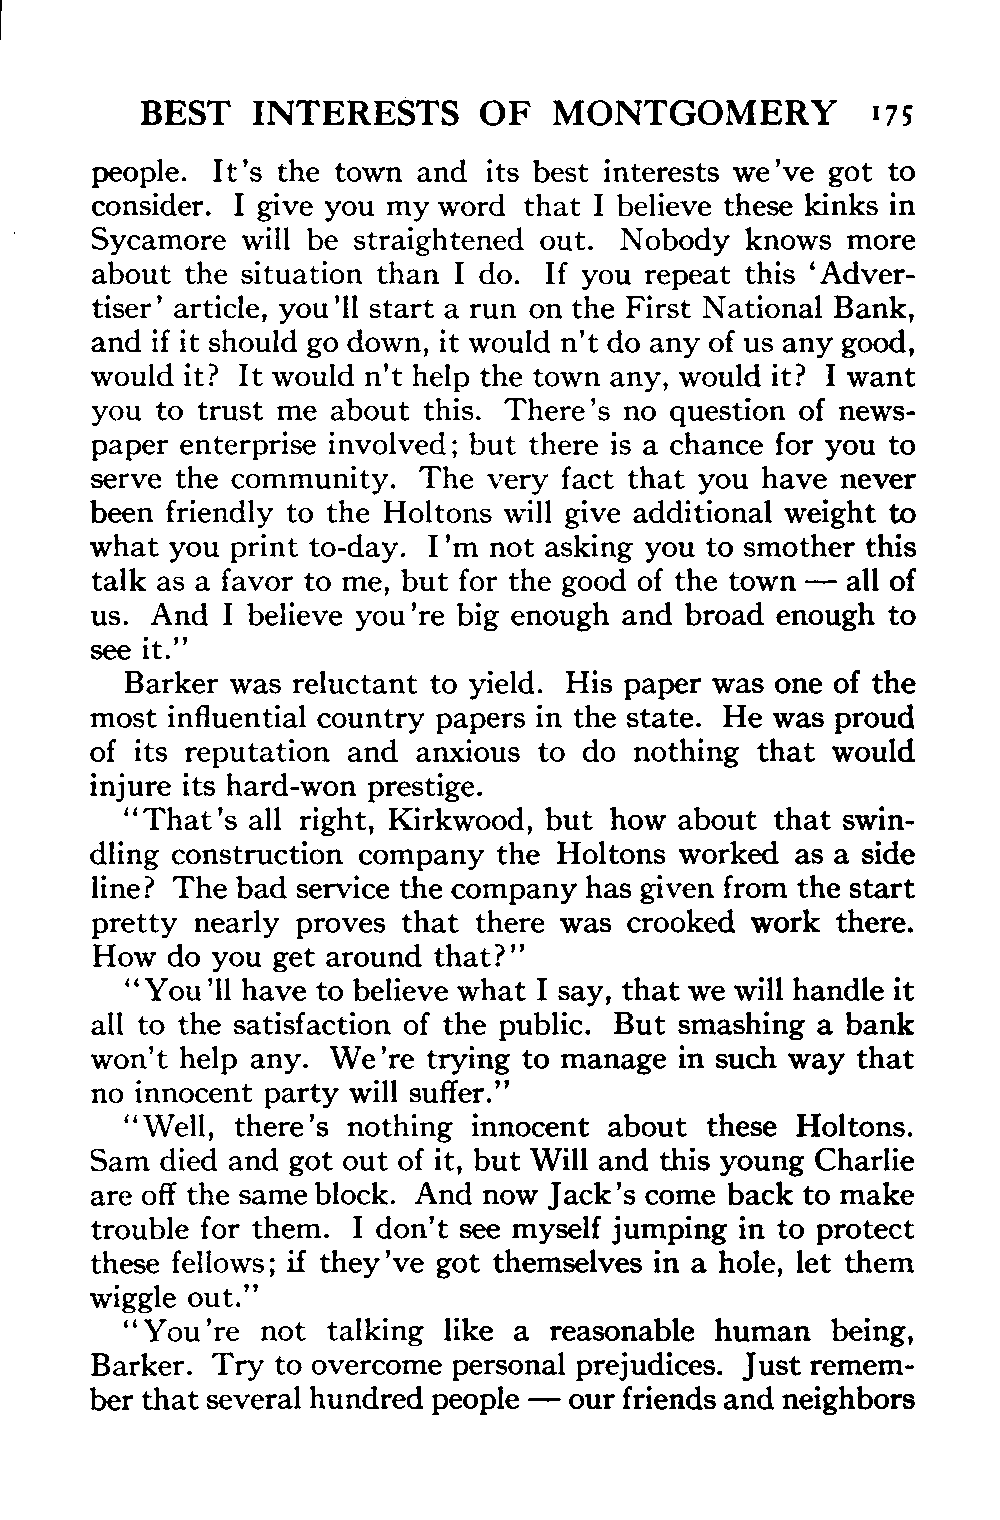 BEST INTERESTS OF MONTGOMERY 175
people. It's the town and its best interests we've got to
consider. I give you my word that I believe these kinks in
Sycamore will be straightened out. Nobody knows more
about the situation than I do. If you repeat this 'Adver-
tiser' article, you'll start a run on the First National Bank,
and if it should go down, it would n't do any of us any good,
would it? It would n't help the town any, would it? I want
you to trust me about this. There's no question of news-
paper enterprise involved; but there is a chance for you to
serve the community. The very fact that you have never
been friendly to the Holtons will give additional weight to
what you print to-day. I'm not asking you to smother this
talk as a favor to me, but for the good of the town — all of
us. And I believe you're big enough and broad enough to
see it."
Barker was reluctant to yield. His paper was one of the
most influential country papers in the state. He was proud
of its reputation and anxious to do nothing that would
injure its hard-won prestige.
"That's all right, Kirkwood, but how about that swin-
dling construction company the Holtons worked as a side
line? The bad service the company has given from the start
pretty nearly proves that there was crooked work there.
How do you get around that?"
"You'll have to believe what I say, that we will handle it
all to the satisfaction of the public. But smashing a bank
won't help any. We're trying to manage in such way that
no innocent party will suffer."
"Well, there's nothing innocent about these Holtons.
Sam died and got out of it, but Will and this young Charlie
are off the same block. And now Jack's come back to make
trouble for them. I don't see myself jumping in to protect
these fellows; if they've got themselves in a hole, let them
wiggle out."
"You're not talking like a reasonable human being,
Barker. Try to overcome personal prejudices. Just remem-
ber that several hundred people — our friends and neighbors